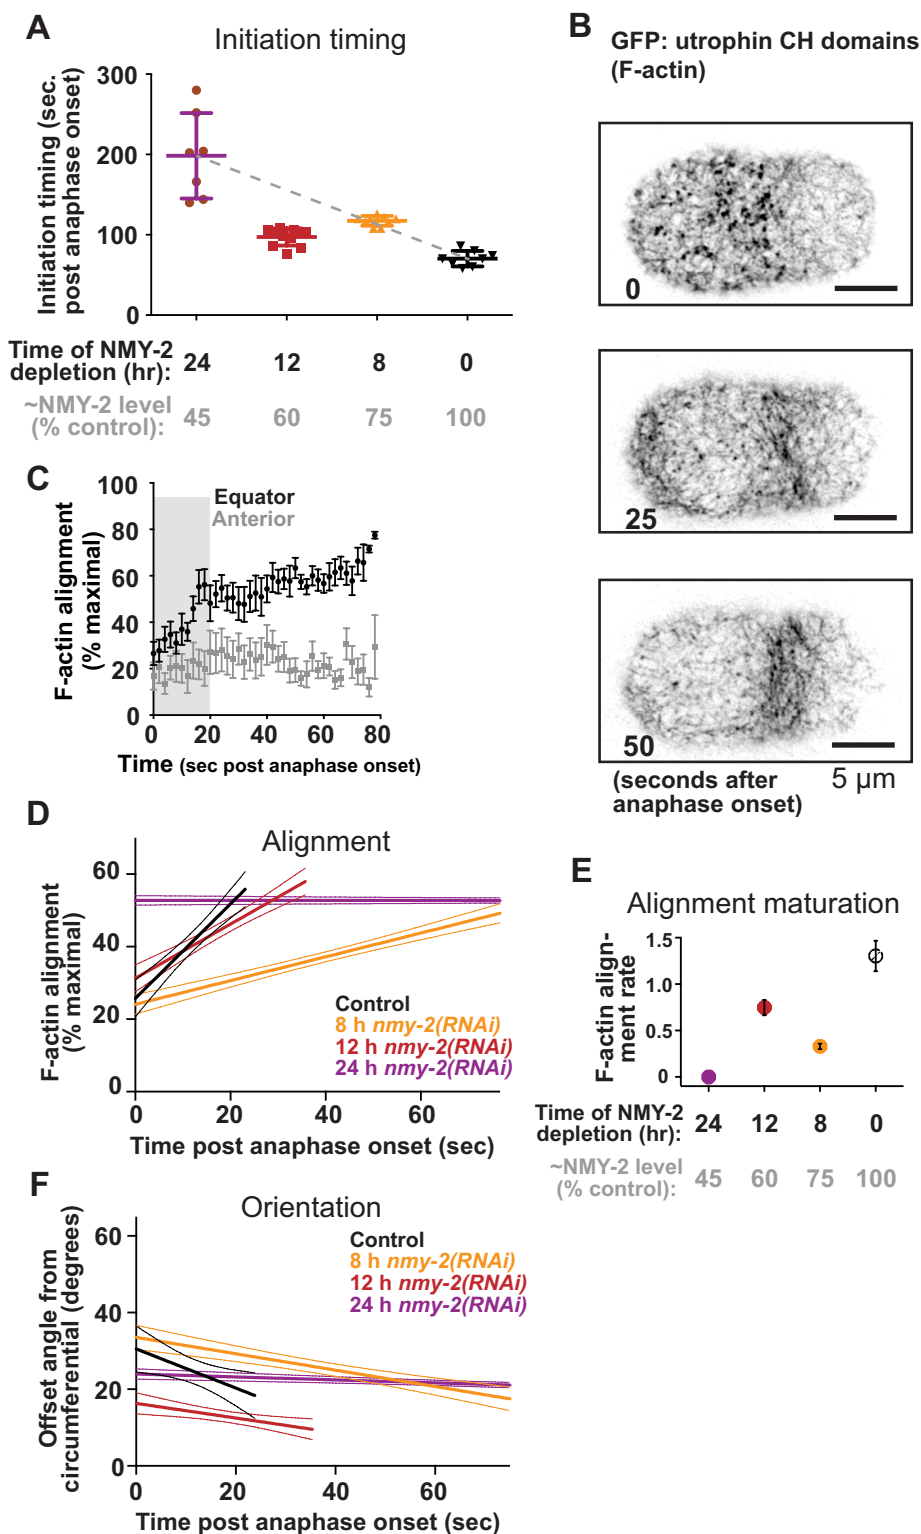 A
Initiation timing
Initiation timing (sec.
post anaphase onset)
300
200
100
0
Time of NMY-2
depletion (hr):
24 12 8 0
~NMY-2 level
(% control):
45 60 75 100
B
GFP: utrophin CH domains
(F-actin)
0
25
50
(seconds after
anaphase onset)
5 µm
C
F-actin alignment
(% maximal)
100
80
60
40
20
0
Equator
Anterior
0 20 40 60 80
Time (sec post anaphase onset)
D
Alignment
F-actin alignment
(% maximal)
60
40
20
0
Control
8 h nmy-2(RNAi)
12 h nmy-2(RNAi)
24 h nmy-2(RNAi)
0 20 40 60
Time post anaphase onset (sec)
E
Alignment maturation
F-actin align-
ment rate
1.5
1.0
0.5
0
Time of NMY-2
depletion (hr):
24 12 8 0
~NMY-2 level
(% control):
45 60 75 100
F
Orientation
Offset angle from
circumferential (degrees)
60
40
20
0
Control
8 h nmy-2(RNAi)
12 h nmy-2(RNAi)
24 h nmy-2(RNAi)
0 20 40 60
Time post anaphase onset (sec)